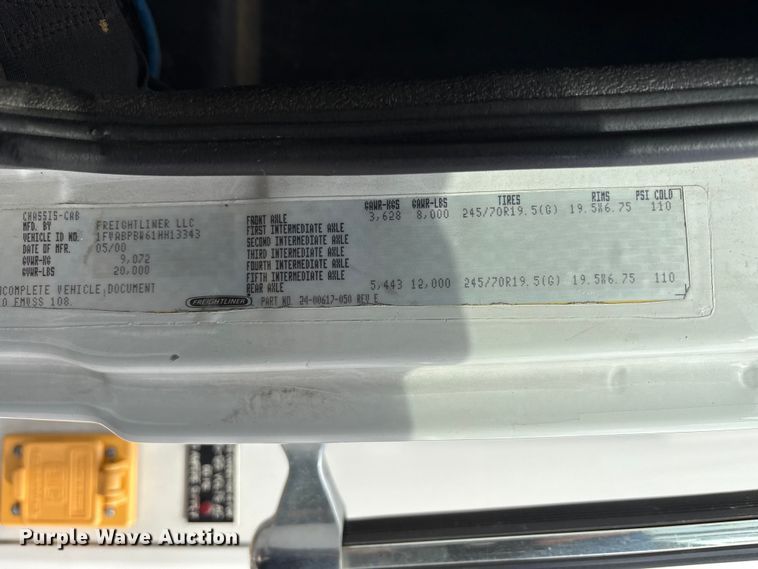 CHASSIS-CAB
MFD. BY FREIGHTLINER LLC
VEHICLE ID NO. 1FVABPBW61HH13343
DATE OF MFR. 05/00
GVWR-KG 9,072
GVWR-LBS 20,000
NCOMPLETE VEHICLE DOCUMENT
O FMVSS 108.
FREIGHTLINER
PART NO 24-00617-050 REV E
GAWR-KGS GAWR-LBS TIRES RIMS PSI COLD
FRONT AXLE 3,628 8,000 245/70R19.5(G) 19.5X6.75 110
FIRST INTERMEDIATE AXLE
SECOND INTERMEDIATE AXLE
THIRD INTERMEDIATE AXLE
FOURTH INTERMEDIATE AXLE
FIFTH INTERMEDIATE AXLE
REAR AXLE 5,443 12,000 245/70R19.5(G) 19.5X6.75 110
Purple Wave Auction